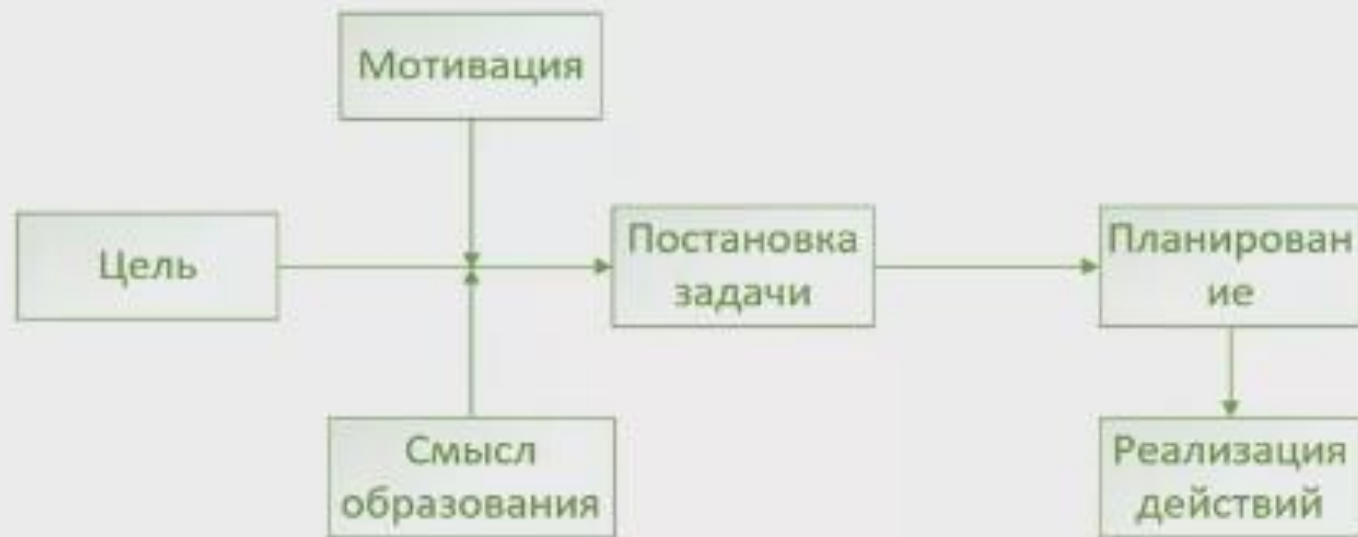 Мотивация
Цель
Постановка
задачи
Планирован
ие
Смысл
образования
Реализация
действий